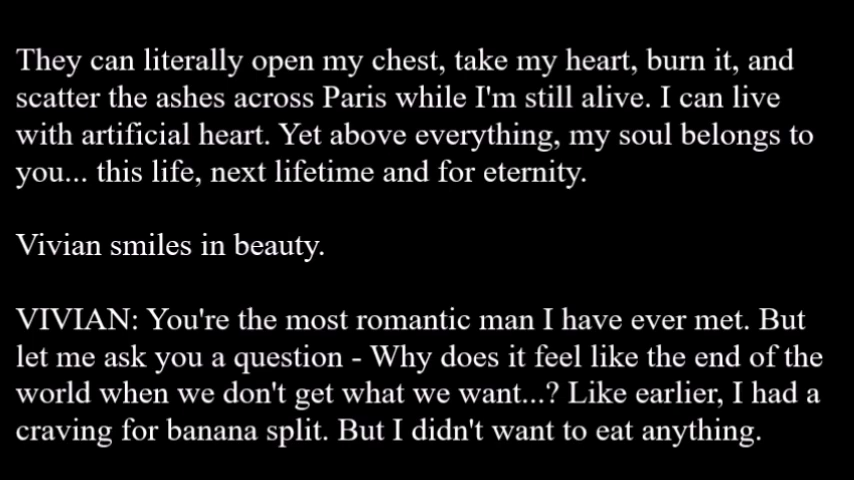 They can literally open my chest, take my heart, burn it, and
scatter the ashes across Paris while I'm still alive. I can live
with artificial heart. Yet above everything, my soul belongs to
you... this life, next lifetime and for eternity.
Vivian smiles in beauty.
VIVIAN: You're the most romantic man I have ever met. But
let me ask you a question - Why does it feel like the end of the
world when we don't get what we want...? Like earlier, I had a
craving for banana split. But I didn't want to eat anything.